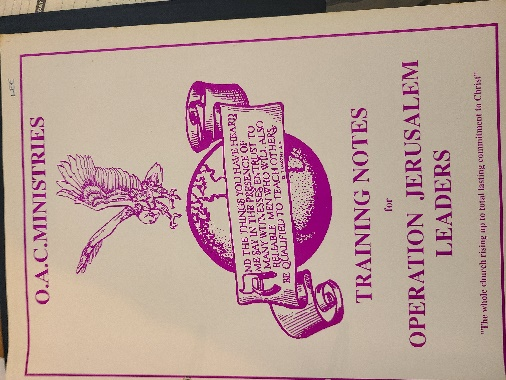 O.A.C.MINISTRIES
AND THE THINGS YOU HAVE HEARD
ME SAY IN THE PRESENCE OF
MANY WITNESSES ENTRUST TO
RELIABLE MEN WHO WILL ALSO
BE QUALIFIED TO TEACH OTHERS
TRAINING NOTES
for
OPERATION JERUSALEM
LEADERS
"The whole church rising up to total lasting commitment to Christ"